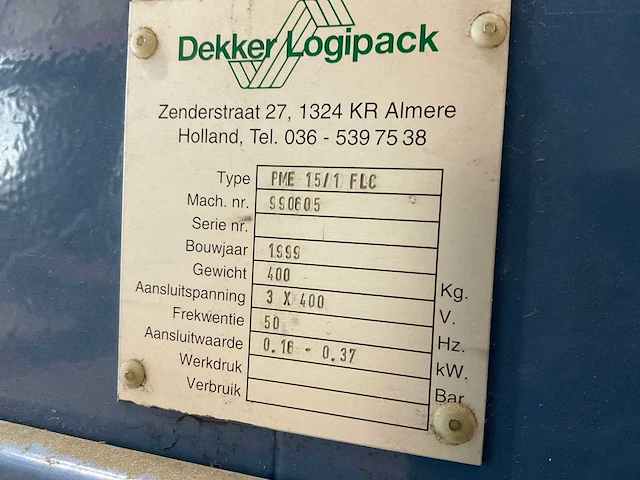 Dekker Logipack
Zenderstraat 27, 1324 KR Almere
Holland, Tel. 036 - 539 75 38
Type PME 15/1 FLC
Mach. nr. 990605
Serie nr.
Bouwjaar 1999
Gewicht 400 Kg.
Aansluitspanning 3 X 400 V.
Frekwentie 50 Hz.
Aansluitwaarde 0.18 - 0.37 kW.
Werkdruk Bar
Verbruik